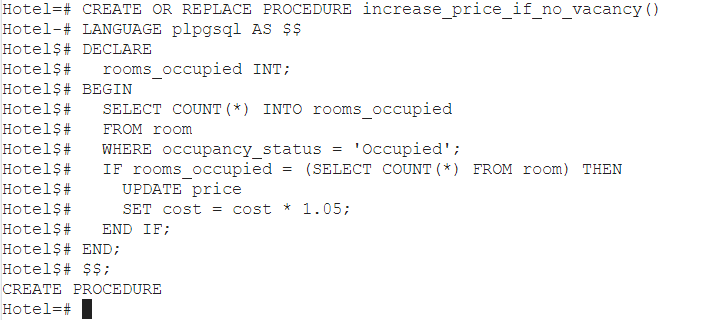 Hotel=# CREATE OR REPLACE PROCEDURE increase_price_if_no_vacancy()
Hotel-# LANGUAGE plpgsql AS $$
Hotel$# DECLARE
Hotel$#   rooms_occupied INT;
Hotel$# BEGIN
Hotel$#   SELECT COUNT(*) INTO rooms_occupied
Hotel$#   FROM room
Hotel$#   WHERE occupancy_status = 'Occupied';
Hotel$#   IF rooms_occupied = (SELECT COUNT(*) FROM room) THEN
Hotel$#     UPDATE price
Hotel$#     SET cost = cost * 1.05;
Hotel$#   END IF;
Hotel$# END;
Hotel$# $$;
CREATE PROCEDURE
Hotel=#